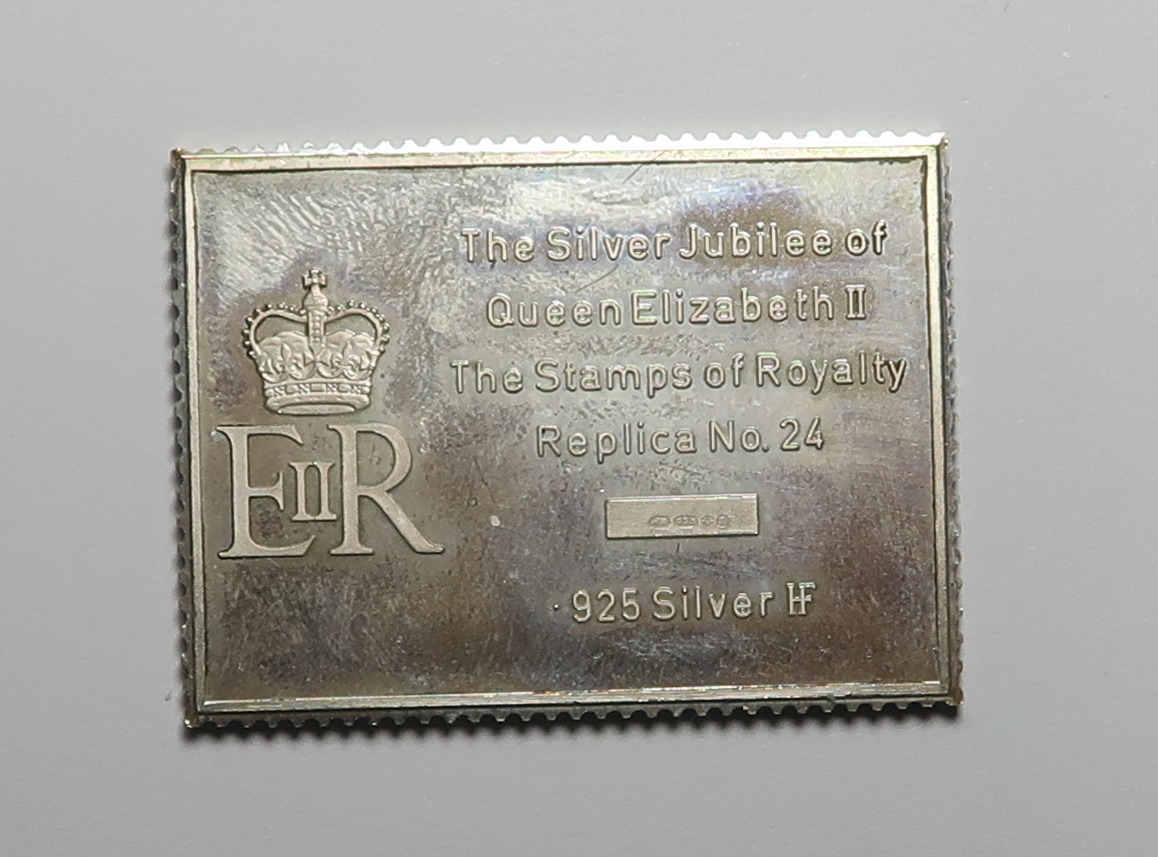 The Silver Jubilee of
Queen Elizabeth II
The Stamps of Royalty
Replica No. 24
EIIR
925 Silver HF